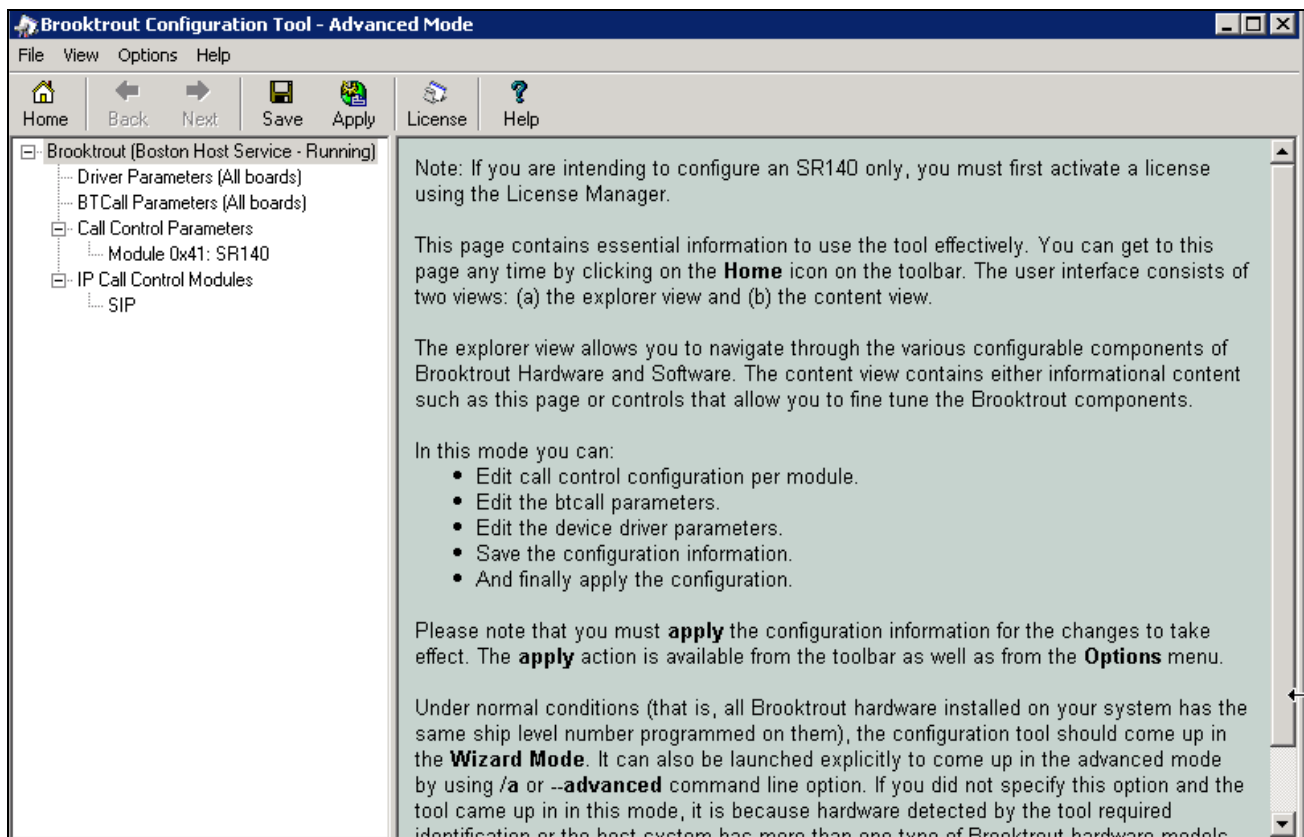 Brooktrout Configuration Tool - Advanced Mode
File View Options Help
Home Back Next Save Apply License Help
Brooktrout (Boston Host Service - Running)
Driver Parameters (All boards)
BTCall Parameters (All boards)
Call Control Parameters
Module 0x41: SR140
IP Call Control Modules
SIP
Note: If you are intending to configure an SR140 only, you must first activate a license
using the License Manager.
This page contains essential information to use the tool effectively. You can get to this
page any time by clicking on the Home icon on the toolbar. The user interface consists of
two views: (a) the explorer view and (b) the content view.
The explorer view allows you to navigate through the various configurable components of
Brooktrout Hardware and Software. The content view contains either informational content
such as this page or controls that allow you to fine tune the Brooktrout components.
In this mode you can:
• Edit call control configuration per module.
• Edit the btcall parameters.
• Edit the device driver parameters.
• Save the configuration information.
• And finally apply the configuration.
Please note that you must apply the configuration information for the changes to take
effect. The apply action is available from the toolbar as well as from the Options menu.
Under normal conditions (that is, all Brooktrout hardware installed on your system has the
same ship level number programmed on them), the configuration tool should come up in
the Wizard Mode. It can also be launched explicitly to come up in the advanced mode
by using /a or --advanced command line option. If you did not specify this option and the
tool came up in in this mode, it is because hardware detected by the tool required
identification or the host system has more than one type of Brooktrout hardware models